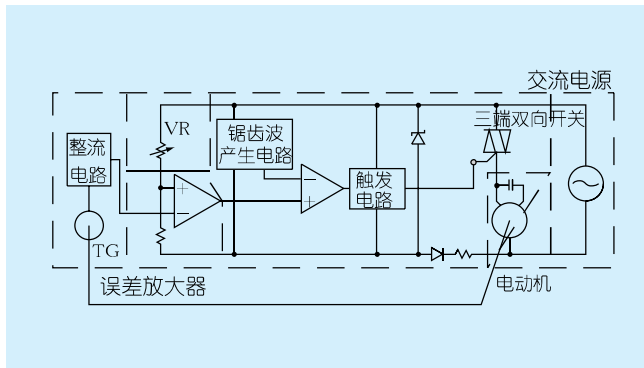 交流电源
三端双向开关
VR
锯齿波
产生电路
整流
电路
触发
电路
TG
误差放大器
电动机